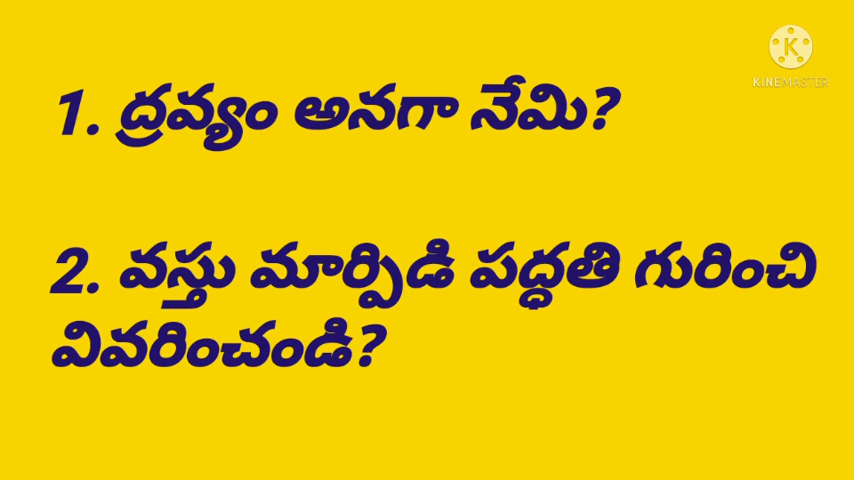 K
KINEMASTER
1. ద్రవ్యం అనగా నేమి?
2. వస్తు మార్పిడి పద్ధతి గురించి
వివరించండి?